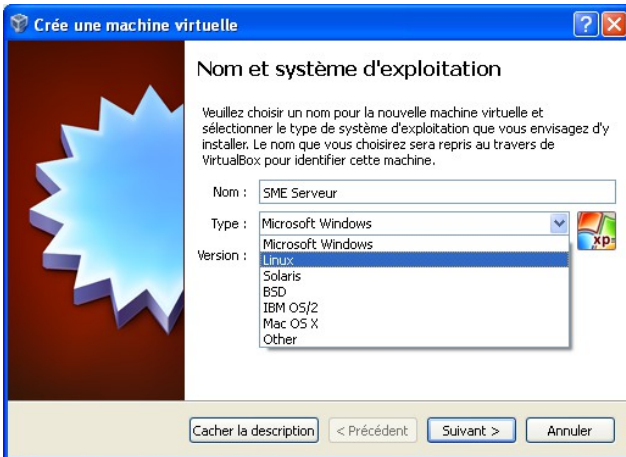 Crée une machine virtuelle
Nom et système d'exploitation
Veuillez choisir un nom pour la nouvelle machine virtuelle et
sélectionner le type de système d'exploitation que vous envisagez d'y
installer. Le nom que vous choisirez sera repris au travers de
VirtualBox pour identifier cette machine.
Nom : SME Serveur
Type : Microsoft Windows
xp
Microsoft Windows
Version :
Linux
Solaris
BSD
IBM OS/2
Mac OS X
Other
Cacher la description < Précédent Suivant > Annuler